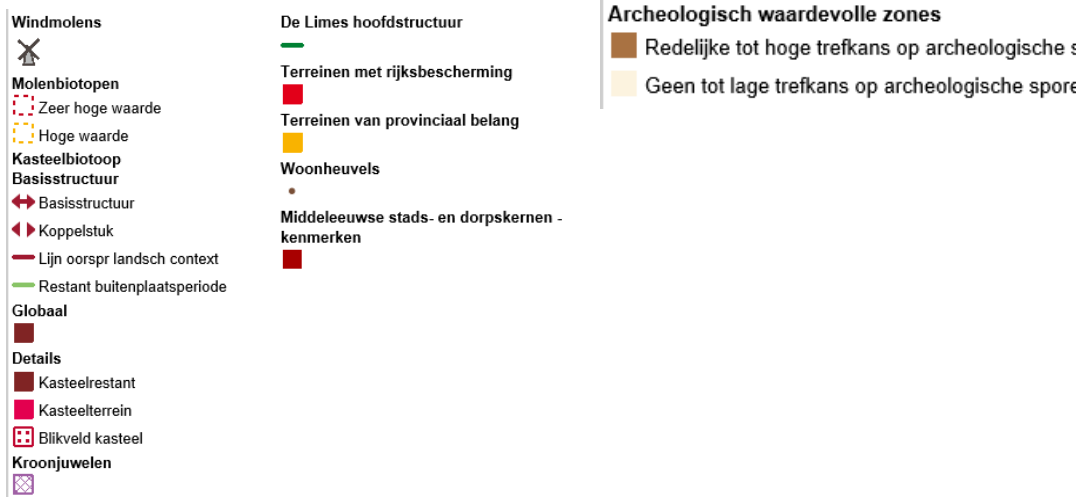 Windmolens
Molenbiotopen
Zeer hoge waarde
Hoge waarde
Kasteelbiotoop
Basisstructuur
Basisstructuur
Koppelstuk
Lijn oorspr landsch context
Restant buitenplaatsperiode
Globaal
Details
Kasteelrestant
Kasteelterrein
Blikveld kasteel
Kroonjuwelen
De Limes hoofdstructuur
Terreinen met rijksbescherming
Terreinen van provinciaal belang
Woonheuvels
Middeleeuwse stads- en dorpskernen -
kenmerken
Archeologisch waardevolle zones
Redelijke tot hoge trefkans op archeologische
Geen tot lage trefkans op archeologische spore